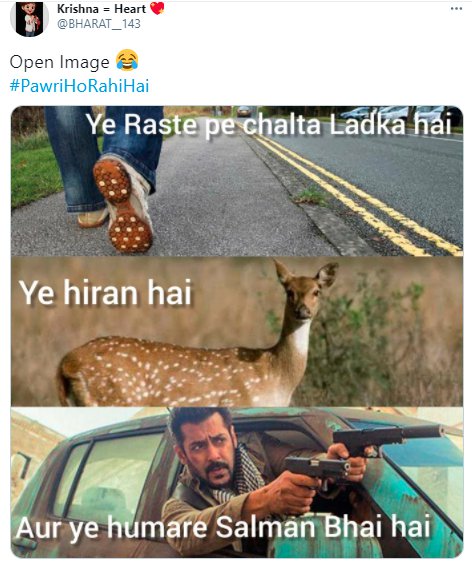 Krishna = Heart 💘
@BHARAT__143
Open Image 😂
#PawriHoRahiHai
Ye Raste pe chalta Ladka hai
Ye hiran hai
Aur ye humare Salman Bhai hai